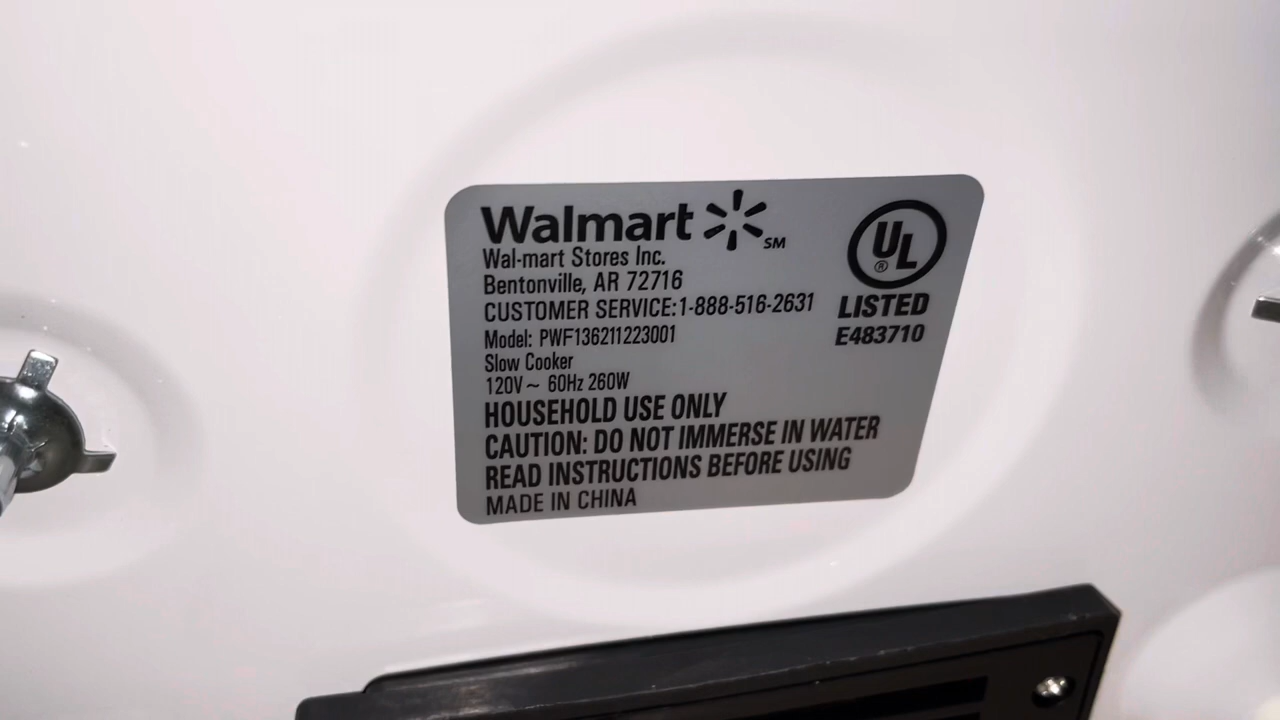 Walmart SM
Wal-mart Stores Inc.
Bentonville, AR 72716
CUSTOMER SERVICE:1-888-516-2631
Model: PWF136211223001
Slow Cooker
120V~ 60Hz 260W
HOUSEHOLD USE ONLY
CAUTION: DO NOT IMMERSE IN WATER
READ INSTRUCTIONS BEFORE USING
MADE IN CHINA
UL ®
LISTED
E483710